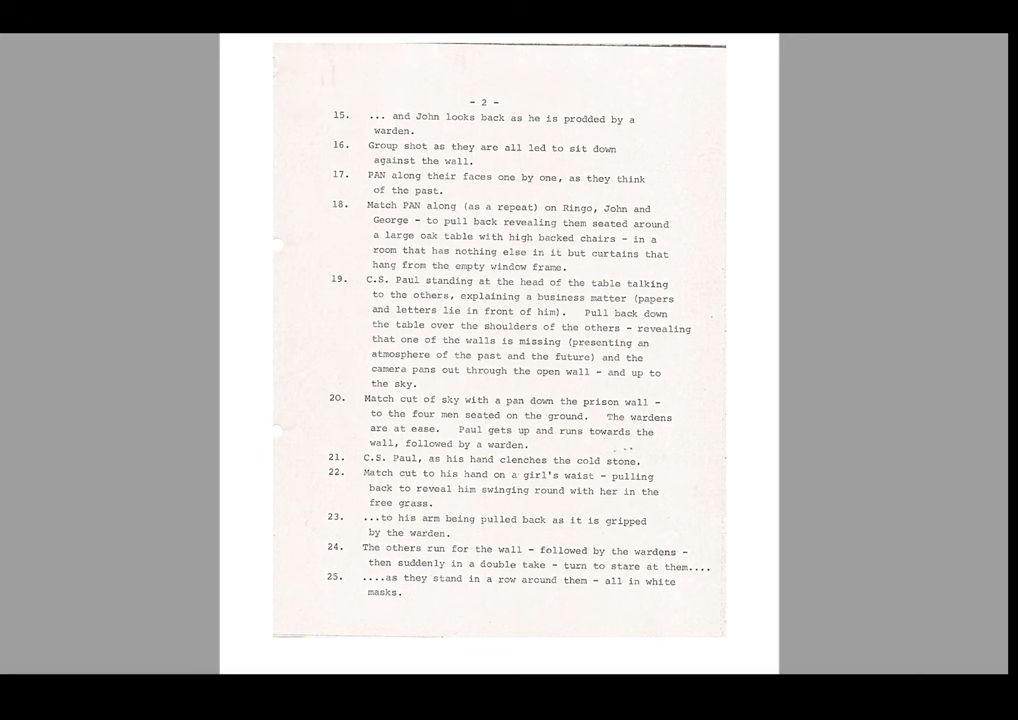 - 2 -
15. ... and John looks back as he is prodded by a
warden.
16. Group shot as they are all led to sit down
against the wall.
17. PAN along their faces one by one, as they think
of the past.
18. Match PAN along (as a repeat) on Ringo, John and
George - to pull back revealing them seated around
a large oak table with high backed chairs - in a
room that has nothing else in it but curtains that
hang from the empty window frame.
19. C.S. Paul standing at the head of the table talking
to the others, explaining a business matter (papers
and letters lie in front of him). Pull back down
the table over the shoulders of the others - revealing
that one of the walls is missing (presenting an
atmosphere of the past and the future) and the
camera pans out through the open wall - and up to
the sky.
20. Match cut of sky with a pan down the prison wall -
to the four men seated on the ground. The wardens
are at ease. Paul gets up and runs towards the
wall, followed by a warden.
21. C.S. Paul, as his hand clenches the cold stone.
22. Match cut to his hand on a girl's waist - pulling
back to reveal him swinging round with her in the
free grass.
23. ...to his arm being pulled back as it is gripped
by the warden.
24. The others run for the wall - followed by the wardens -
then suddenly in a double take - turn to stare at them....
25. ....as they stand in a row around them - all in white
masks.